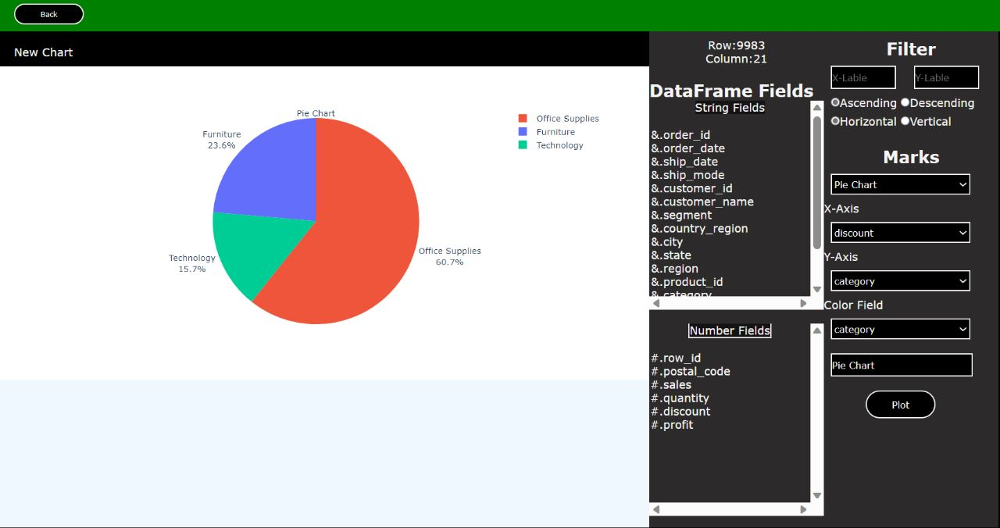 Back
New Chart
Pie Chart
Furniture
23.6%
Technology
15.7%
Office Supplies
60.7%
Office Supplies
Furniture
Technology
Row:9983
Column:21
DataFrame Fields
String Fields
&.order_id
&.order_date
&.ship_date
&.ship_mode
&.customer_id
&.customer_name
&.segment
&.country_region
&.city
&.state
&.region
&.product_id
&.category
Number Fields
#.row_id
#.postal_code
#.sales
#.quantity
#.discount
#.profit
Filter
X-Lable Y-Lable
Ascending Descending
Horizontal Vertical
Marks
Pie Chart
X-Axis
discount
Y-Axis
category
Color Field
category
Pie Chart
Plot